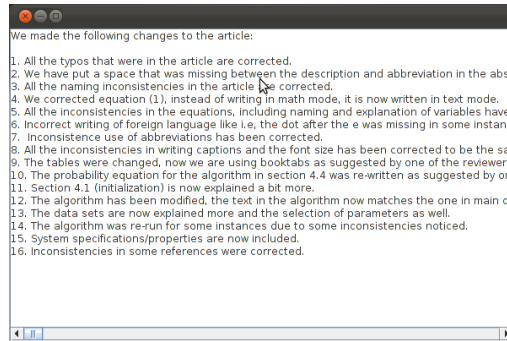 We made the following changes to the article:
1. All the typos that were in the article are corrected.
2. We have put a space that was missing between the description and abbreviation in the abs
3. All the naming inconsistencies in the article are corrected.
4. We corrected equation (1), instead of writing in math mode, it is now written in text mode.
5. All the inconsistencies in the equations, including naming and explanation of variables have
6. Incorrect writing of foreign language like i.e, the dot after the e was missing in some instan
7.  Inconsistence use of abbreviations has been corrected.
8. All the inconsistencies in writing captions and the font size has been corrected to be the sa
9. The tables were changed, now we are using booktabs as suggested by one of the reviewer
10. The probability equation for the algorithm in section 4.4 was re-written as suggested by or
11. Section 4.1 (initialization) is now explained a bit more.
12. The algorithm has been modified, the text in the algorithm now matches the one in main c
13. The data sets are now explained more and the selection of parameters as well.
14. The algorithm was re-run for some instances due to some inconsistencies noticed.
15. System specifications/properties are now included.
16. Inconsistencies in some references were corrected.